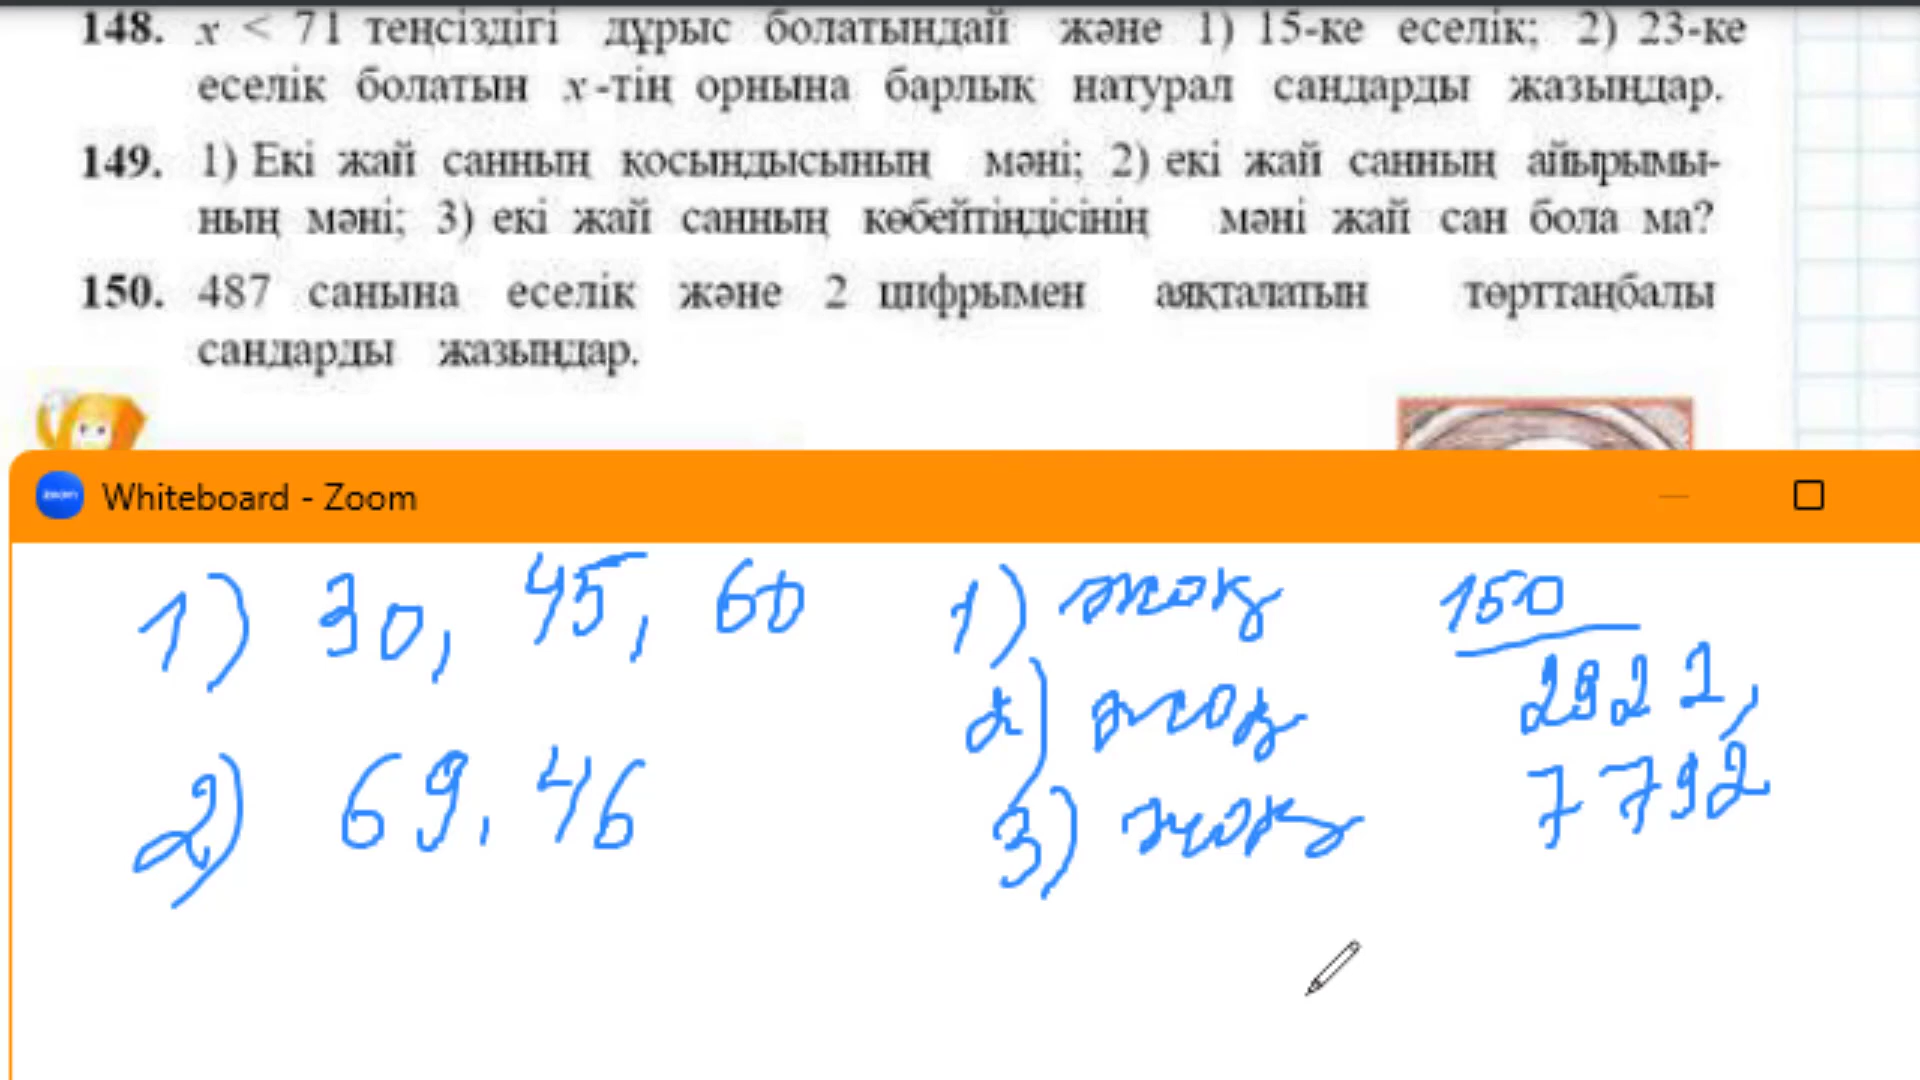 148. x < 71 теңсіздігі дұрыс болатындай және 1) 15-ке еселік; 2) 23-ке
еселік болатын x-тің орнына барлық натурал сандарды жазыңдар.
149. 1) Екі жай санның қосындысының мәні; 2) екі жай санның айырымы-
ның мәні; 3) екі жай санның көбейтіндісінің мәні жай сан бола ма?
150. 487 санына еселік және 2 цифрымен аяқталатын төрттаңбалы
сандарды жазыңдар.
zoom Whiteboard - Zoom
1) 30, 45, 60
2) 69, 46
1) жоқ
2) жоқ
3) жоқ
150
2922,
7792